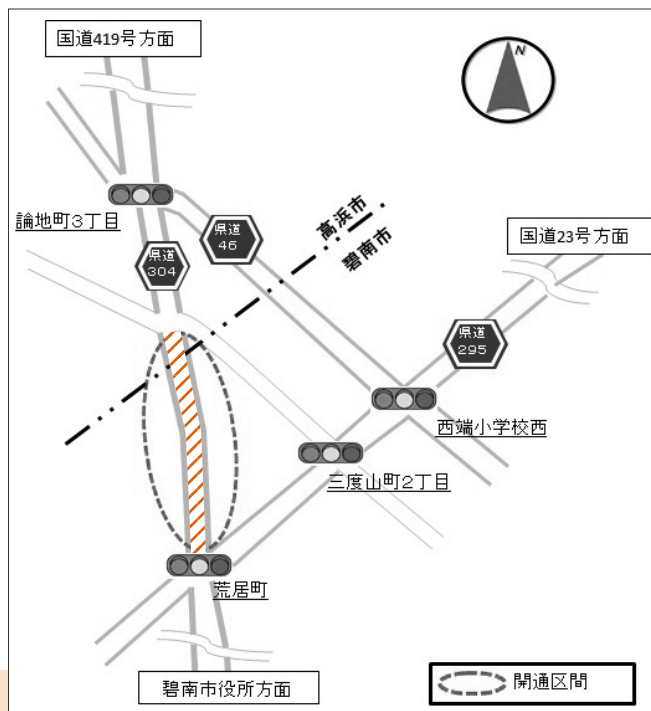 国道419号方面
N
論地町3丁目
県道
46
高浜市
碧南市
国道23号方面
県道
304
県道
295
西端小学校西
三度山町2丁目
荒居町
碧南市役所方面
開通区間